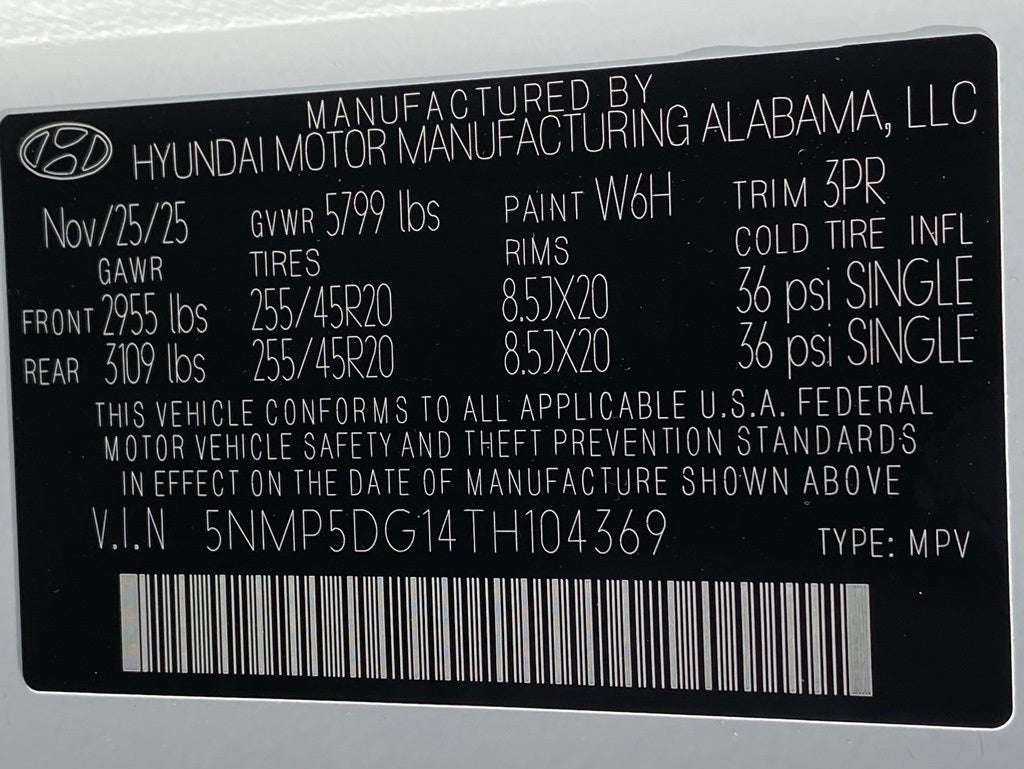 MANUFACTURED BY
HYUNDAI MOTOR MANUFACTURING ALABAMA, LLC
Nov/25/25 GVWR 5799 lbs PAINT W6H TRIM 3PR
GAWR TIRES RIMS COLD TIRE INFL
FRONT 2955 lbs 255/45R20 8.5JX20 36 psi SINGLE
REAR 3109 lbs 255/45R20 8.5JX20 36 psi SINGLE
THIS VEHICLE CONFORMS TO ALL APPLICABLE U.S.A. FEDERAL
MOTOR VEHICLE SAFETY AND THEFT PREVENTION STANDARDS
IN EFFECT ON THE DATE OF MANUFACTURE SHOWN ABOVE
V.I.N 5NMP5DG14TH104369 TYPE: MPV